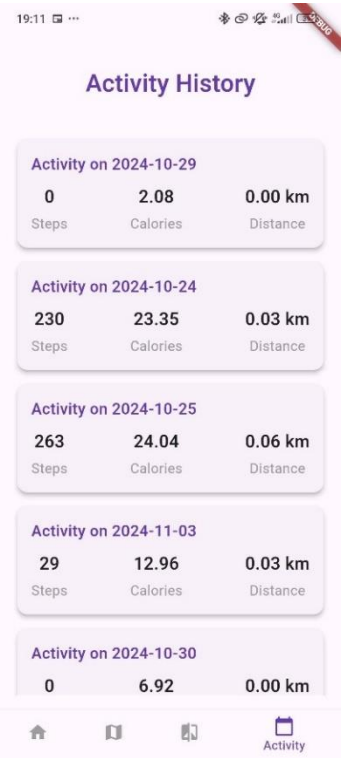 19:11 ...
DEBUG
Activity History
Activity on 2024-10-29
0 2.08 0.00 km
Steps Calories Distance
Activity on 2024-10-24
230 23.35 0.03 km
Steps Calories Distance
Activity on 2024-10-25
263 24.04 0.06 km
Steps Calories Distance
Activity on 2024-11-03
29 12.96 0.03 km
Steps Calories Distance
Activity on 2024-10-30
0 6.92 0.00 km
Activity